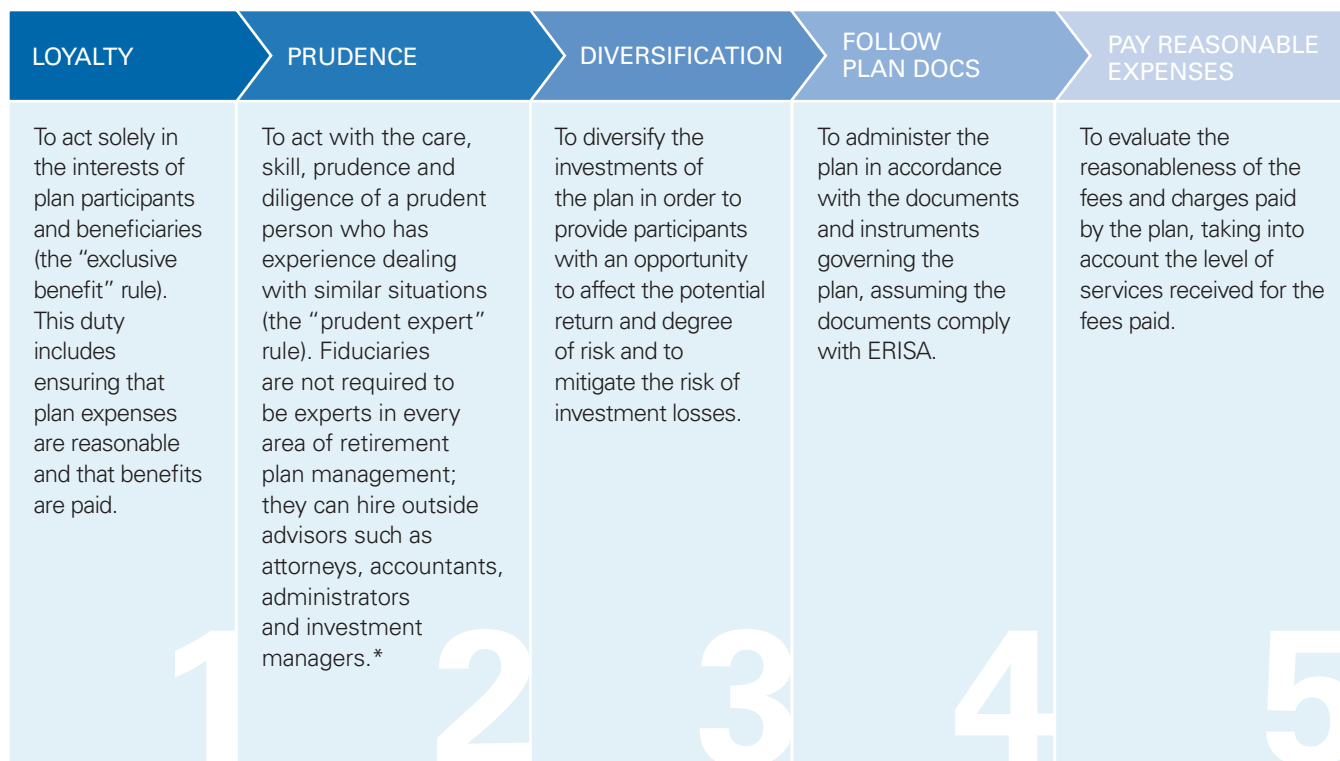 LOYALTY
PRUDENCE
DIVERSIFICATION
FOLLOW
PLAN DOCS
PAY REASONABLE
EXPENSES
To act solely in
the interests of
plan participants
and beneficiaries
(the “exclusive
benefit” rule).
This duty
includes
ensuring that
plan expenses
are reasonable
and that benefits
are paid.
1
To act with the care,
skill, prudence and
diligence of a prudent
person who has
experience dealing
with similar situations
(the “prudent expert”
rule). Fiduciaries
are not required to
be experts in every
area of retirement
plan management;
they can hire outside
advisors such as
attorneys, accountants,
administrators
and investment
managers.*
2
To diversify the
investments of
the plan in order to
provide participants
with an opportunity
to affect the potential
return and degree
of risk and to
mitigate the risk of
investment losses.
3
To administer the
plan in accordance
with the documents
and instruments
governing the
plan, assuming the
documents comply
with ERISA.
4
To evaluate the
reasonableness of the
fees and charges paid
by the plan, taking into
account the level of
services received for the
fees paid.
5